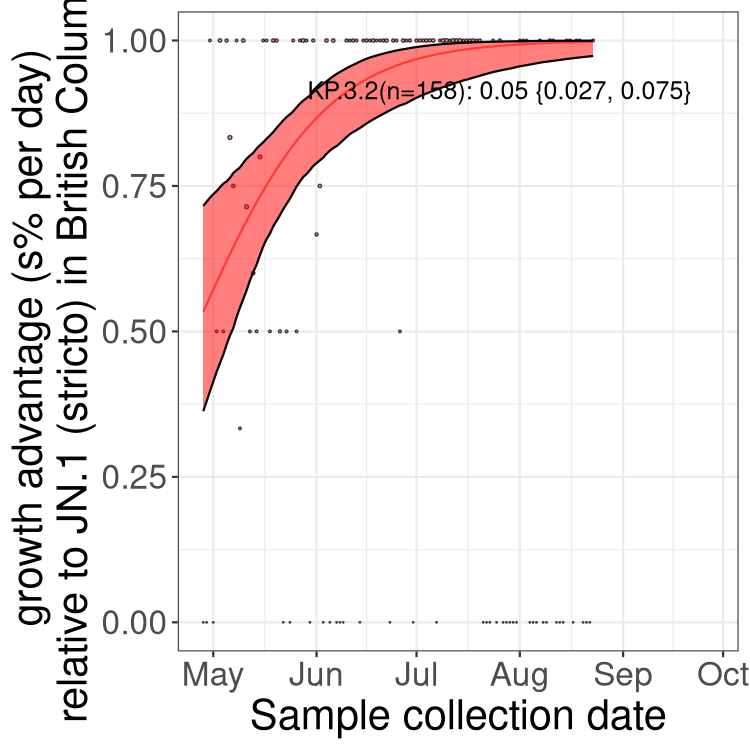 growth advantage (s% per day)
relative to JN.1 (stricto) in British Colum
1.00
0.75
0.50
0.25
0.00
KP.3.2(n=158): 0.05 {0.027, 0.075}
May Jun Jul Aug Sep Oct
Sample collection date